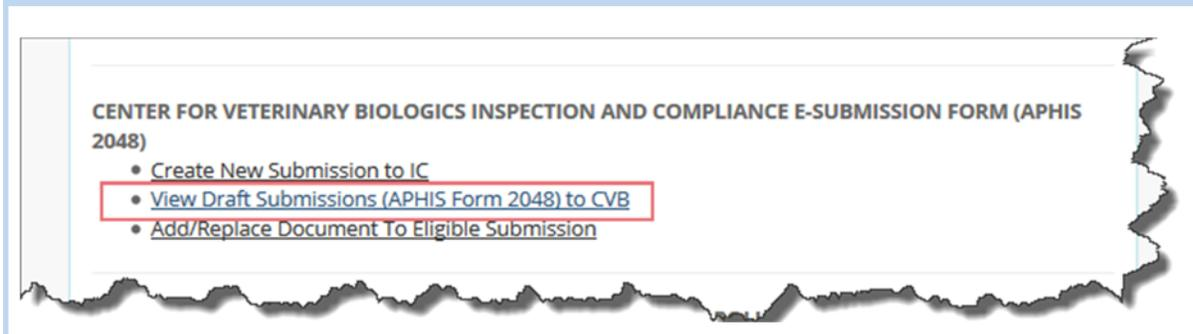 CENTER FOR VETERINARY BIOLOGICS INSPECTION AND COMPLIANCE E-SUBMISSION FORM (APHIS
2048)
• Create New Submission to IC
• View Draft Submissions (APHIS Form 2048) to CVB
• Add/Replace Document To Eligible Submission